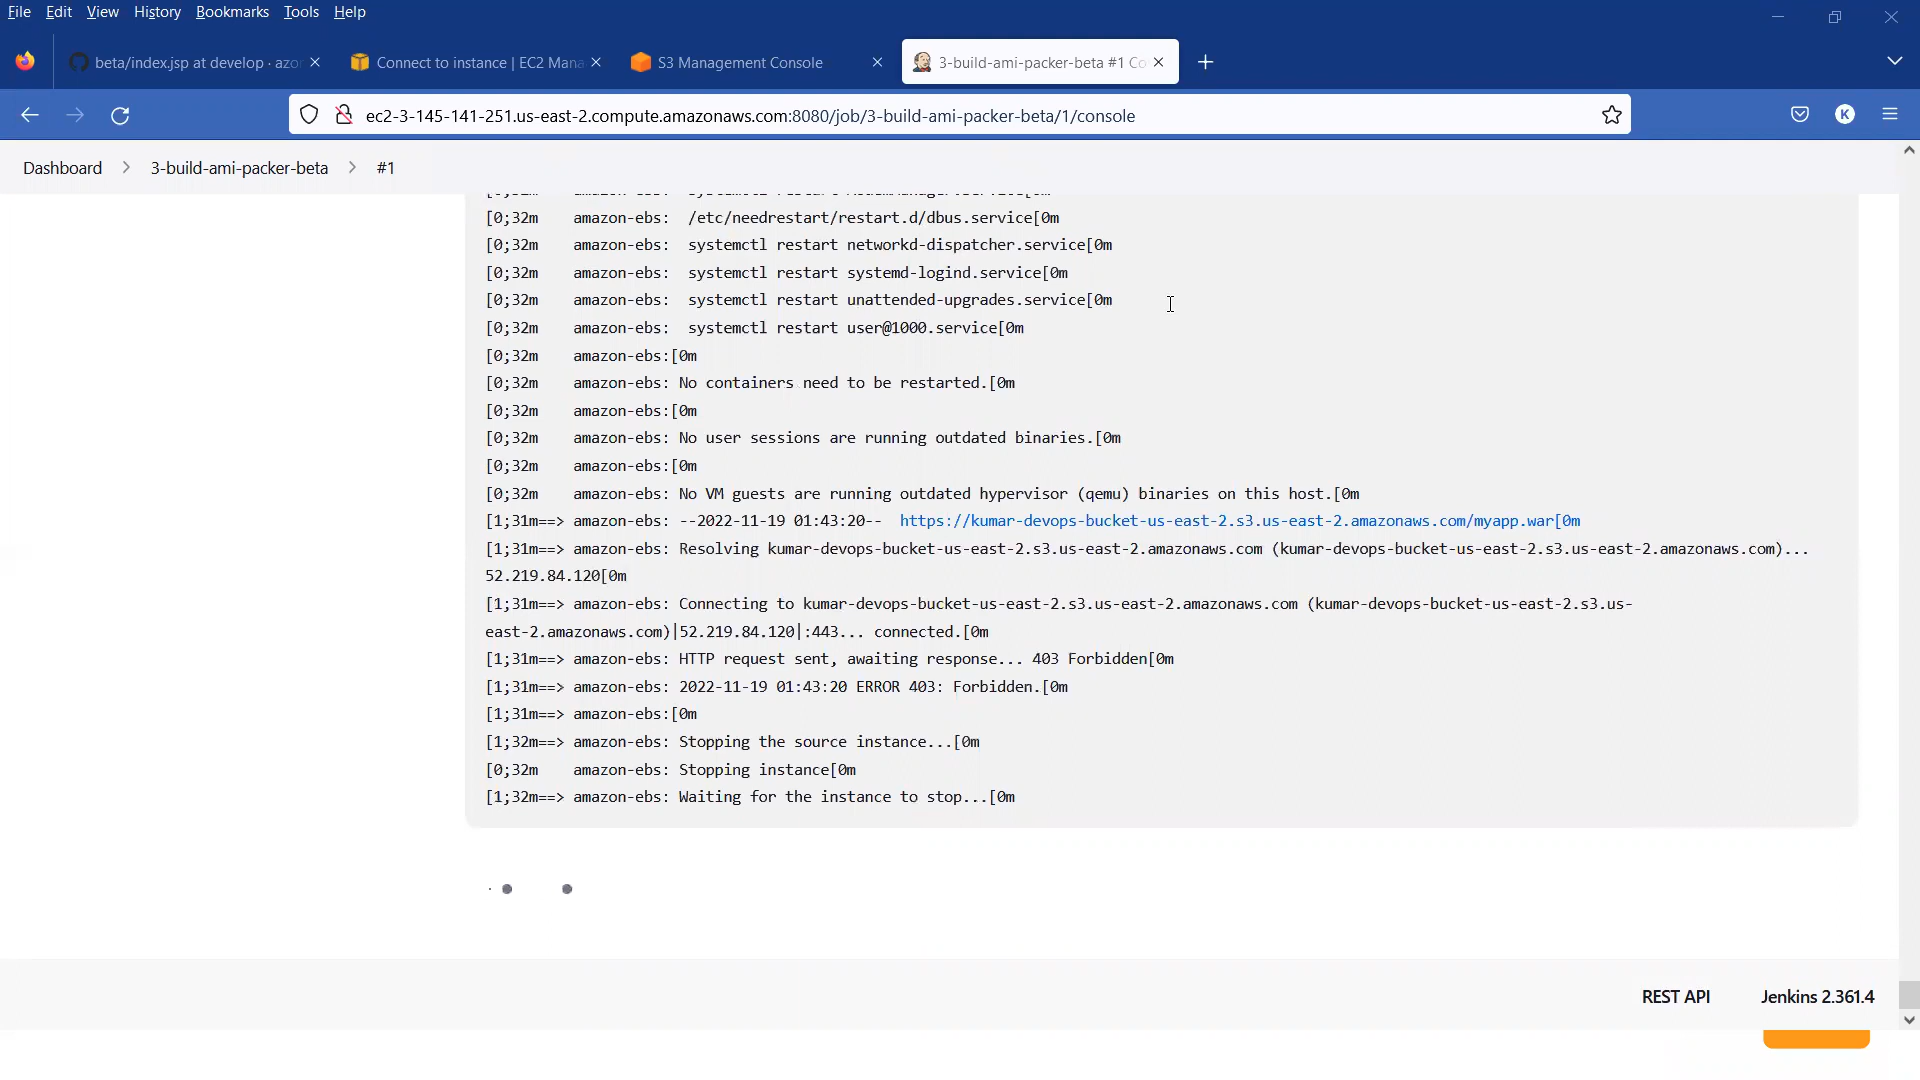 File Edit View History Bookmarks Tools Help
beta/index.jsp at develop · azo
Connect to instance | EC2 Mana
S3 Management Console
3-build-ami-packer-beta #1 Co
ec2-3-145-141-251.us-east-2.compute.amazonaws.com:8080/job/3-build-ami-packer-beta/1/console
K
Dashboard > 3-build-ami-packer-beta > #1
[0;32m    amazon-ebs:  /etc/needrestart/restart.d/dbus.service[0m
[0;32m    amazon-ebs:  systemctl restart networkd-dispatcher.service[0m
[0;32m    amazon-ebs:  systemctl restart systemd-logind.service[0m
[0;32m    amazon-ebs:  systemctl restart unattended-upgrades.service[0m
[0;32m    amazon-ebs:  systemctl restart user@1000.service[0m
[0;32m    amazon-ebs:[0m
[0;32m    amazon-ebs: No containers need to be restarted.[0m
[0;32m    amazon-ebs:[0m
[0;32m    amazon-ebs: No user sessions are running outdated binaries.[0m
[0;32m    amazon-ebs:[0m
[0;32m    amazon-ebs: No VM guests are running outdated hypervisor (qemu) binaries on this host.[0m
[1;31m==> amazon-ebs: --2022-11-19 01:43:20--  https://kumar-devops-bucket-us-east-2.s3.us-east-2.amazonaws.com/myapp.war[0m
[1;31m==> amazon-ebs: Resolving kumar-devops-bucket-us-east-2.s3.us-east-2.amazonaws.com (kumar-devops-bucket-us-east-2.s3.us-east-2.amazonaws.com)...
52.219.84.120[0m
[1;31m==> amazon-ebs: Connecting to kumar-devops-bucket-us-east-2.s3.us-east-2.amazonaws.com (kumar-devops-bucket-us-east-2.s3.us-
east-2.amazonaws.com)|52.219.84.120|:443... connected.[0m
[1;31m==> amazon-ebs: HTTP request sent, awaiting response... 403 Forbidden[0m
[1;31m==> amazon-ebs: 2022-11-19 01:43:20 ERROR 403: Forbidden.[0m
[1;31m==> amazon-ebs:[0m
[1;32m==> amazon-ebs: Stopping the source instance...[0m
[0;32m    amazon-ebs: Stopping instance[0m
[1;32m==> amazon-ebs: Waiting for the instance to stop...[0m
REST API Jenkins 2.361.4